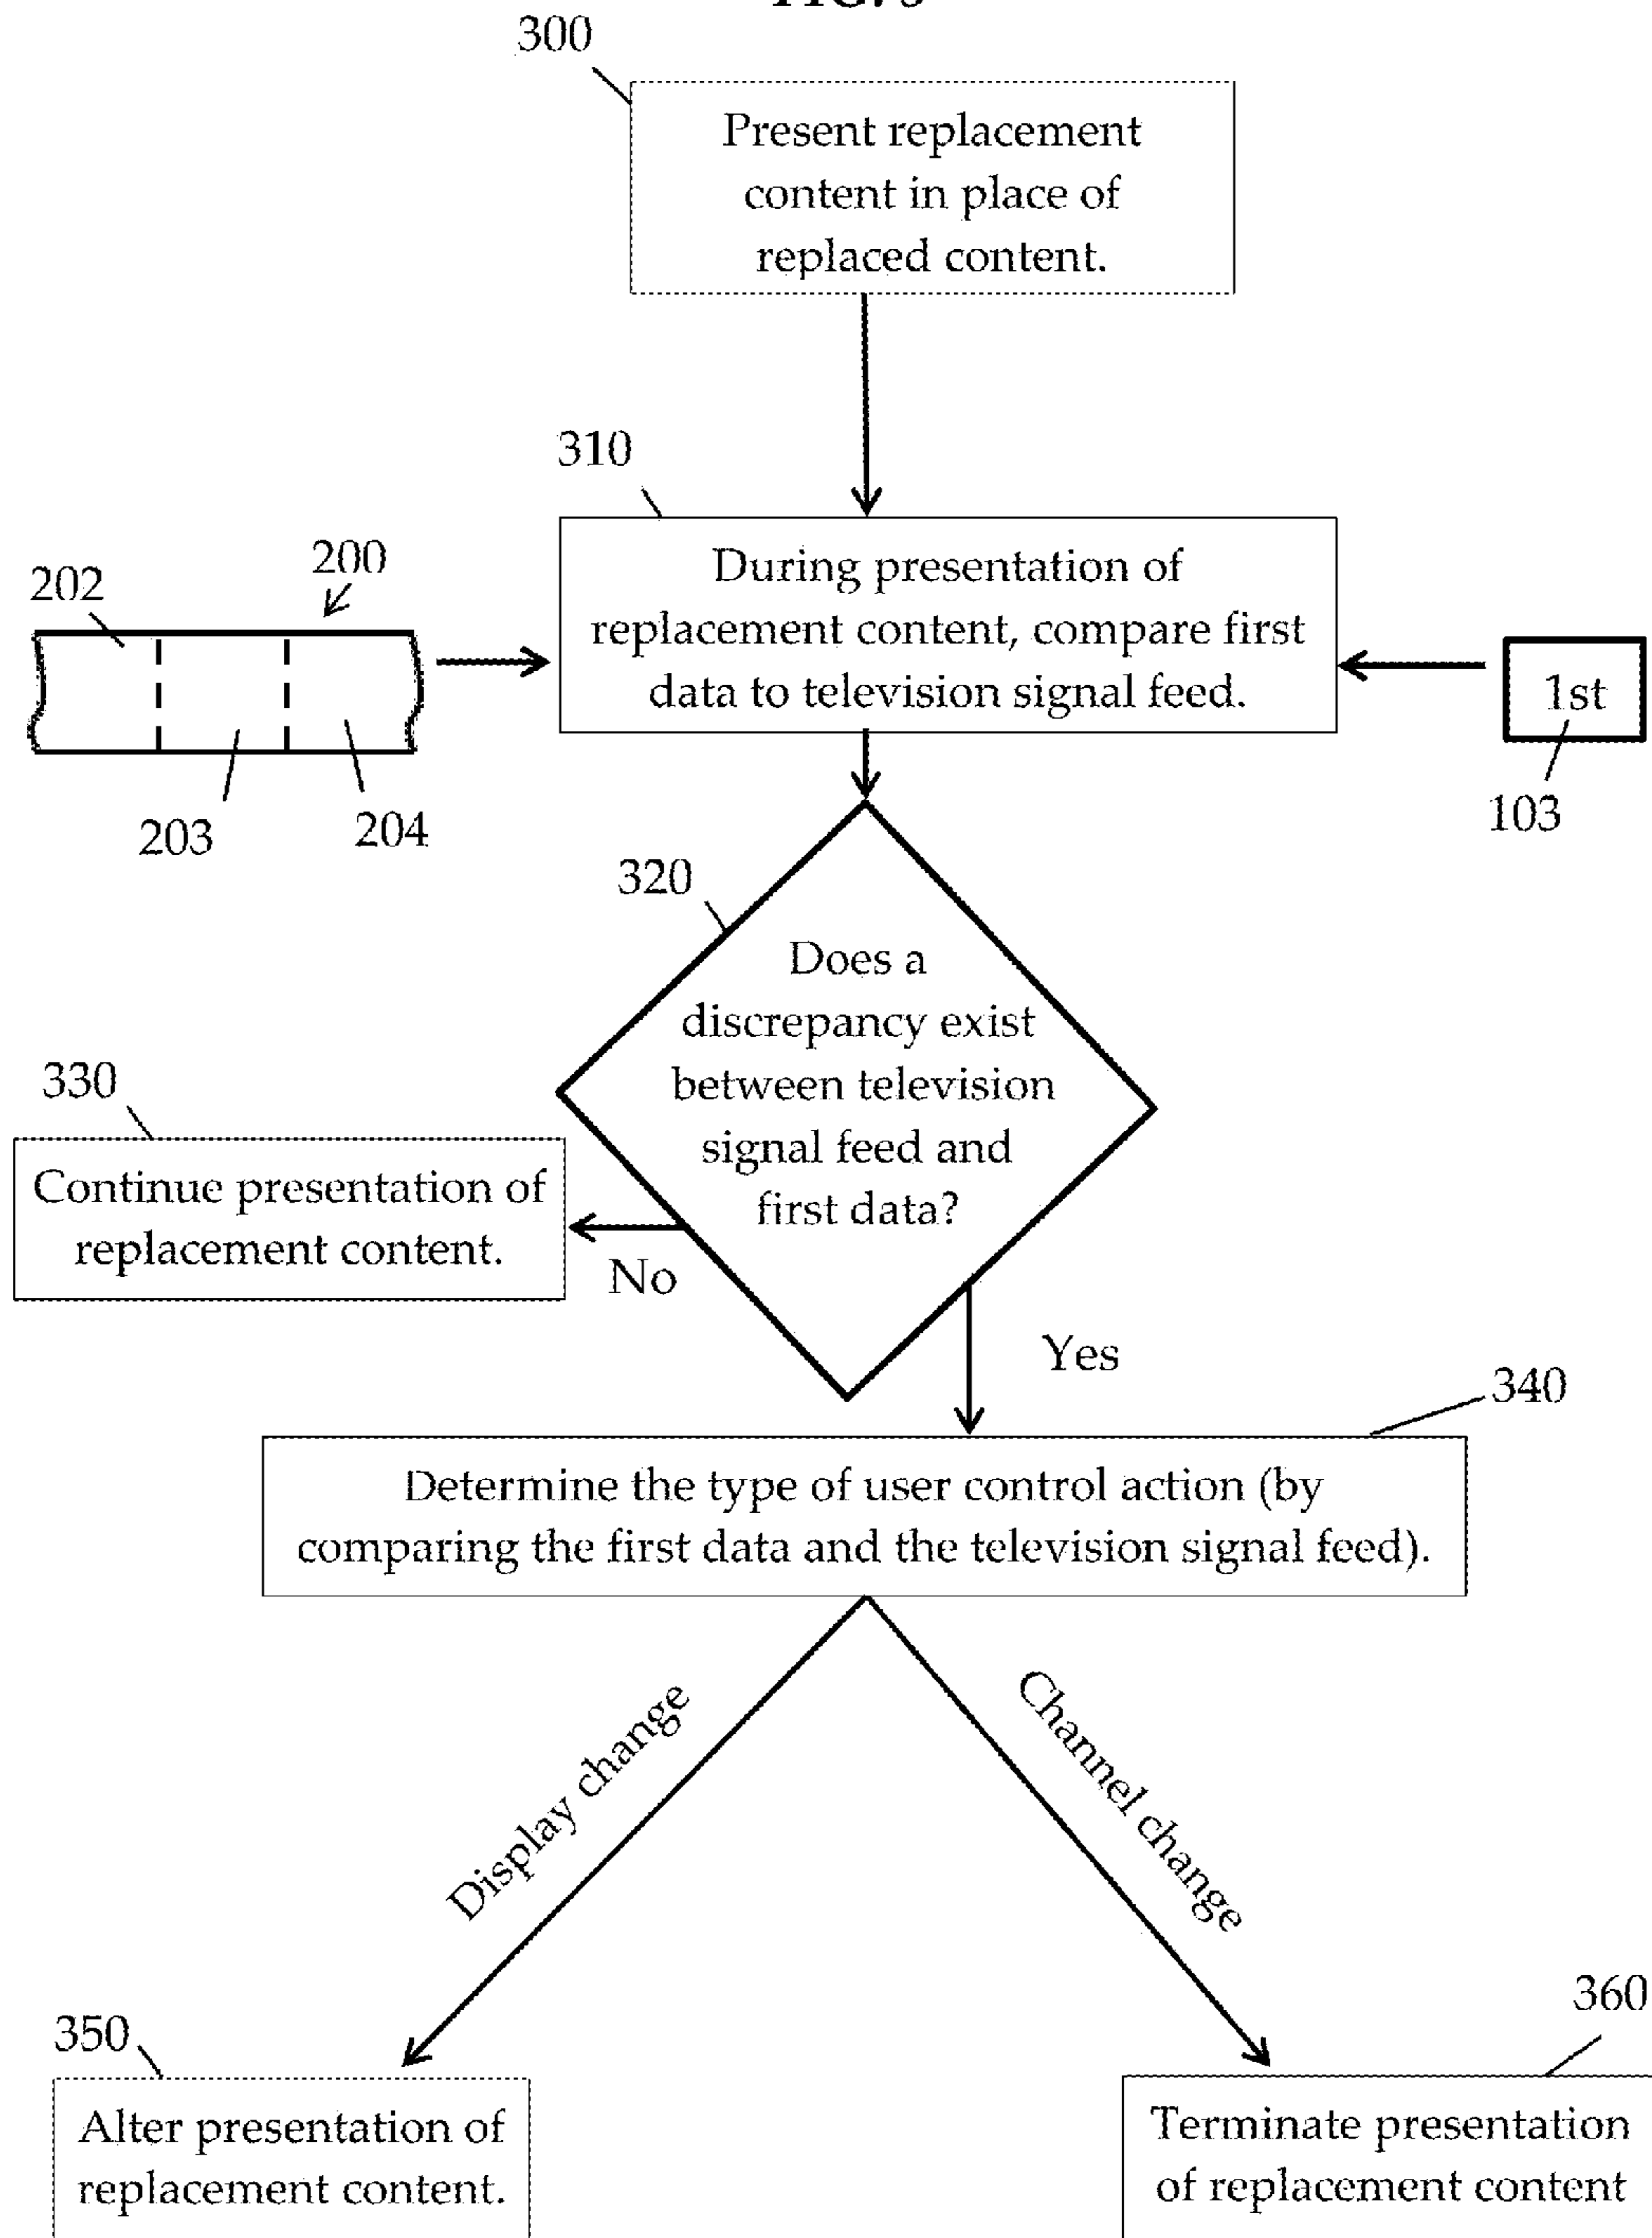 300
Present replacement
content in place of
replaced content.
310
During presentation of
replacement content, compare first
data to television signal feed.
200
202
203
204
1st
103
320
Does a
discrepancy exist
between television
signal feed and
first data?
330
Continue presentation of
replacement content.
No
Yes
340
Determine the type of user control action (by
comparing the first data and the television signal feed).
Display change
Channel change
350
Alter presentation of
replacement content.
360
Terminate presentation
of replacement content